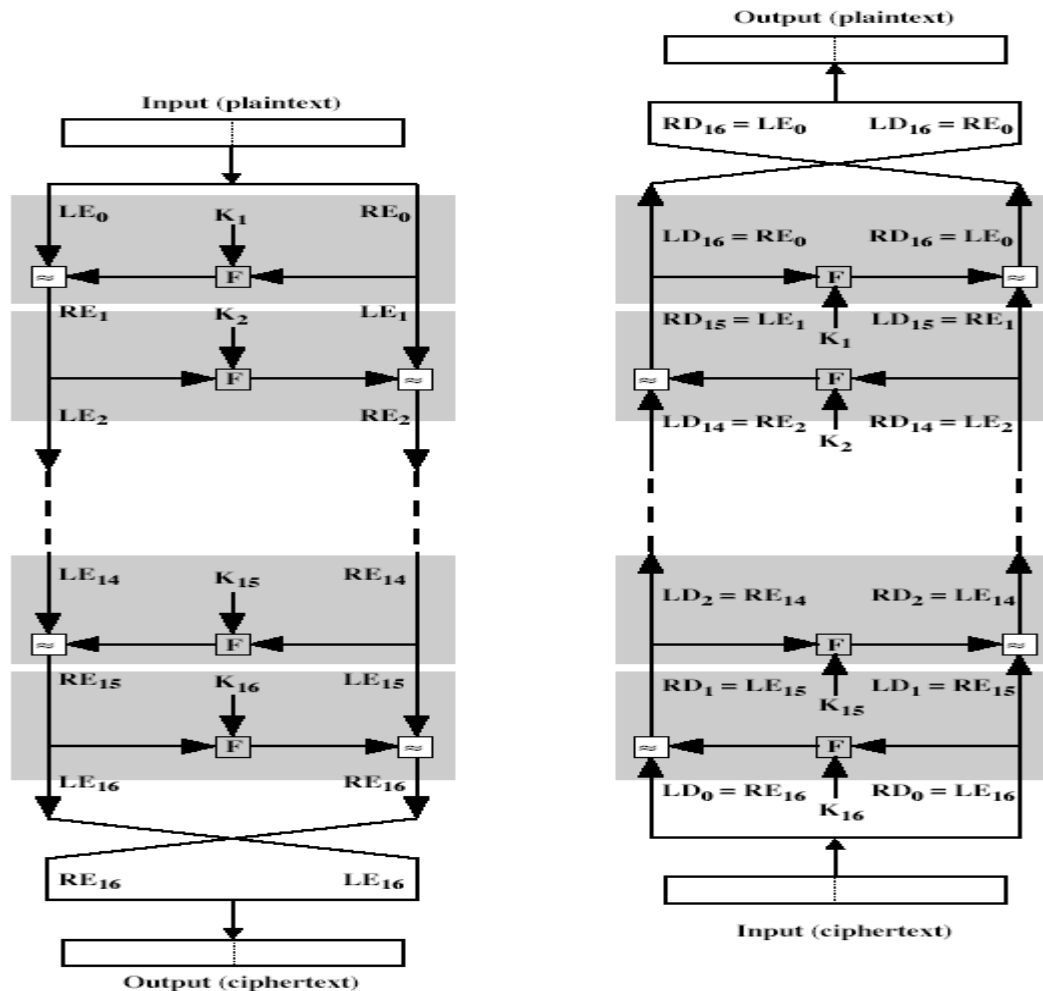 Input (plaintext)
LE₀ K₁ RE₀
≈ F
RE₁ K₂ LE₁
F ≈
LE₂ RE₂
LE₁₄ K₁₅ RE₁₄
≈ F
RE₁₅ K₁₆ LE₁₅
F ≈
LE₁₆ RE₁₆
RE₁₆ LE₁₆
Output (ciphertext)
Output (plaintext)
RD₁₆ = LE₀ LD₁₆ = RE₀
LD₁₆ = RE₀ RD₁₆ = LE₀
F ≈
RD₁₅ = LE₁ K₁ LD₁₅ = RE₁
≈ F
LD₁₄ = RE₂ K₂ RD₁₄ = LE₂
LD₂ = RE₁₄ RD₂ = LE₁₄
F ≈
RD₁ = LE₁₅ K₁₅ LD₁ = RE₁₅
≈ F
LD₀ = RE₁₆ K₁₆ RD₀ = LE₁₆
Input (ciphertext)